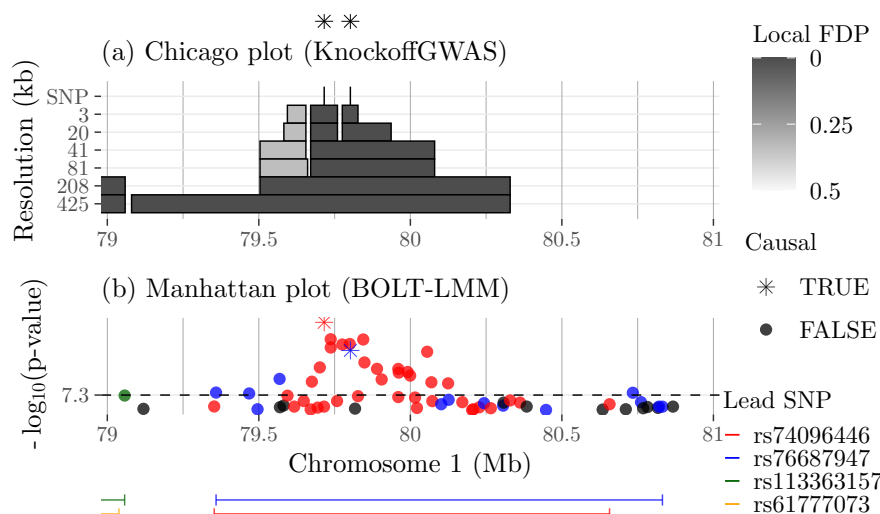 (a) Chicago plot (KnockoffGWAS)
Resolution (kb)
SNP
3
20
41
81
208
425
79
79.5
80
80.5
81
Local FDP
0
0.25
0.5
Causal
TRUE
FALSE
(b) Manhattan plot (BOLT-LMM)
-log10(p-value)
7.3
79
79.5
80
80.5
81
Chromosome 1 (Mb)
Lead SNP
rs74096446
rs76687947
rs113363157
rs61777073